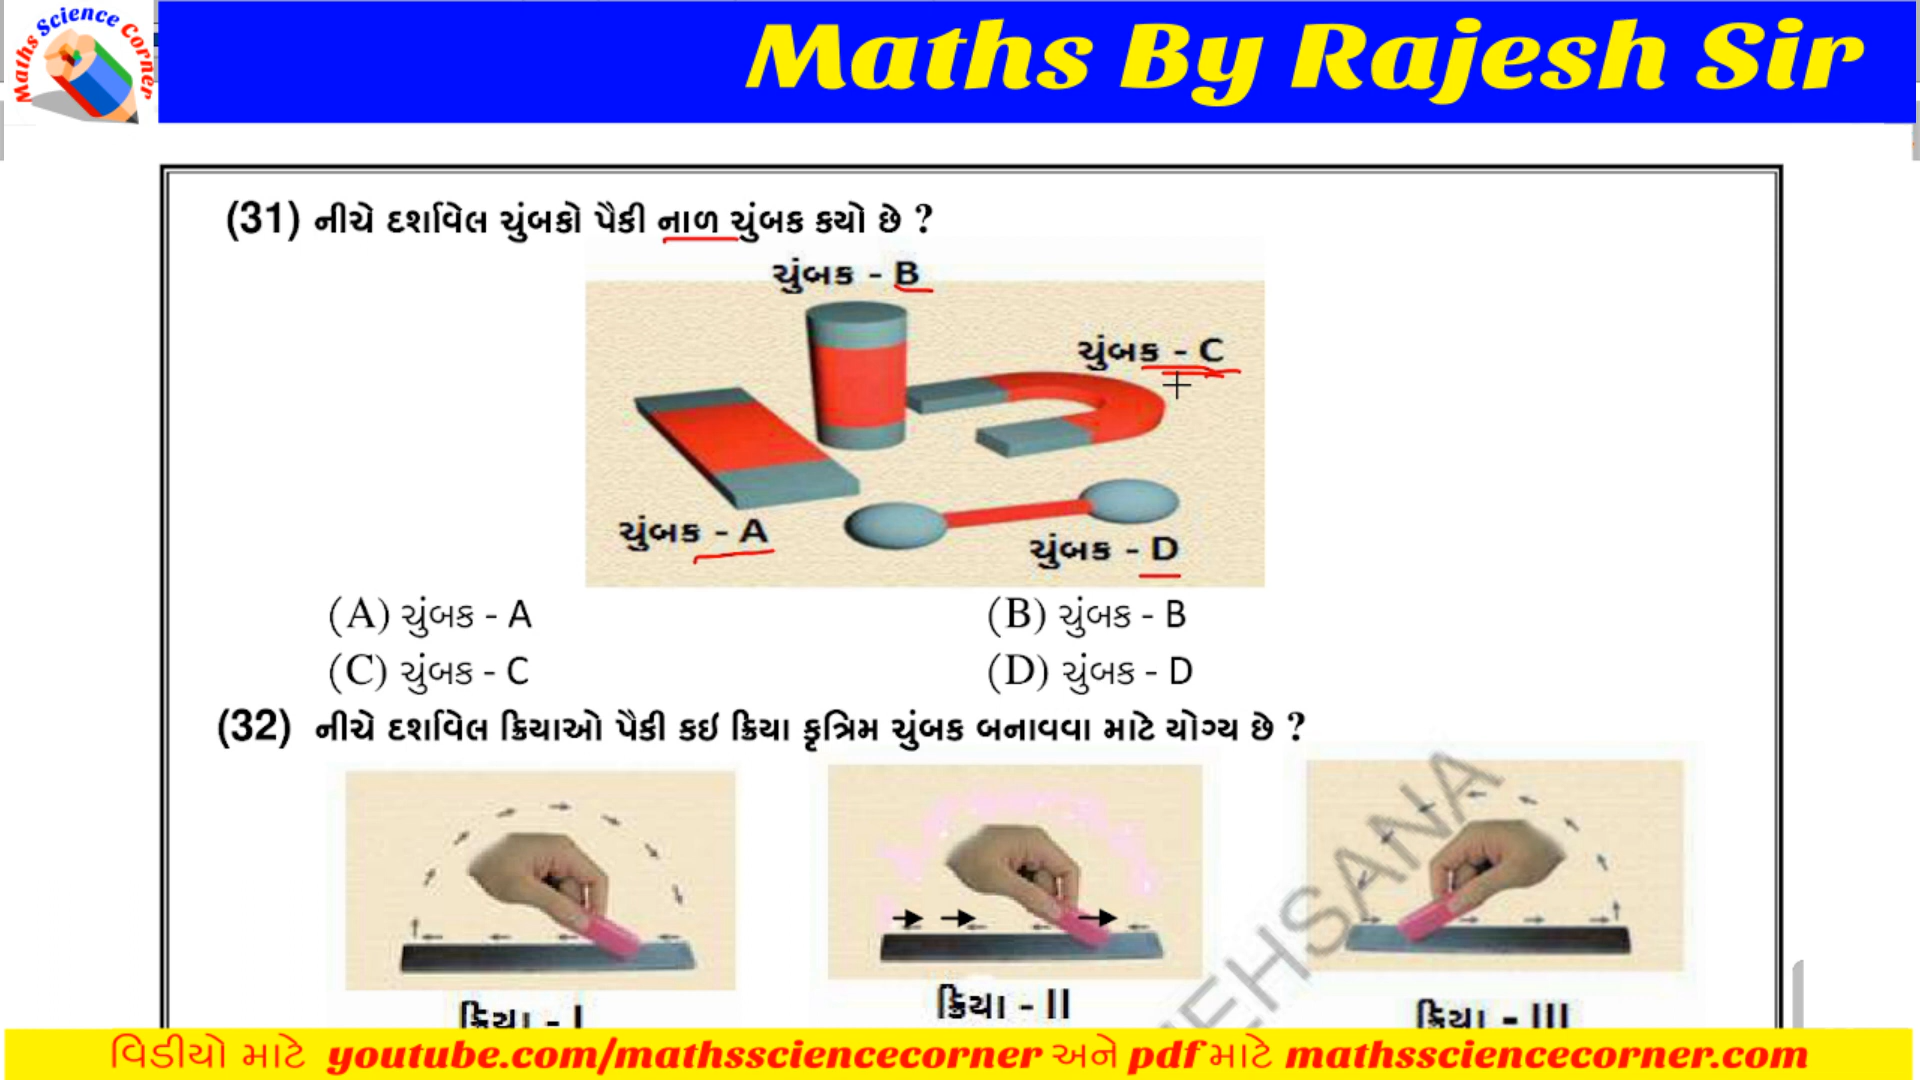 Maths Science Corner
Maths By Rajesh Sir
(31) નીચે દર્શાવેલ ચુંબકો પૈકી નાળ ચુંબક કયો છે ?
ચુંબક - B
ચુંબક - C
ચુંબક - A
ચુંબક - D
(A) ચુંબક - A
(B) ચુંબક - B
(C) ચુંબક - C
(D) ચુંબક - D
(32) નીચે દર્શાવેલ ક્રિયાઓ પૈકી કઇ ક્રિયા કૃત્રિમ ચુંબક બનાવવા માટે યોગ્ય છે ?
ક્રિયા - I
ક્રિયા - II
ક્રિયા - III
વિડીયો માટે youtube.com/mathssciencecorner અને pdf માટે mathssciencecorner.com